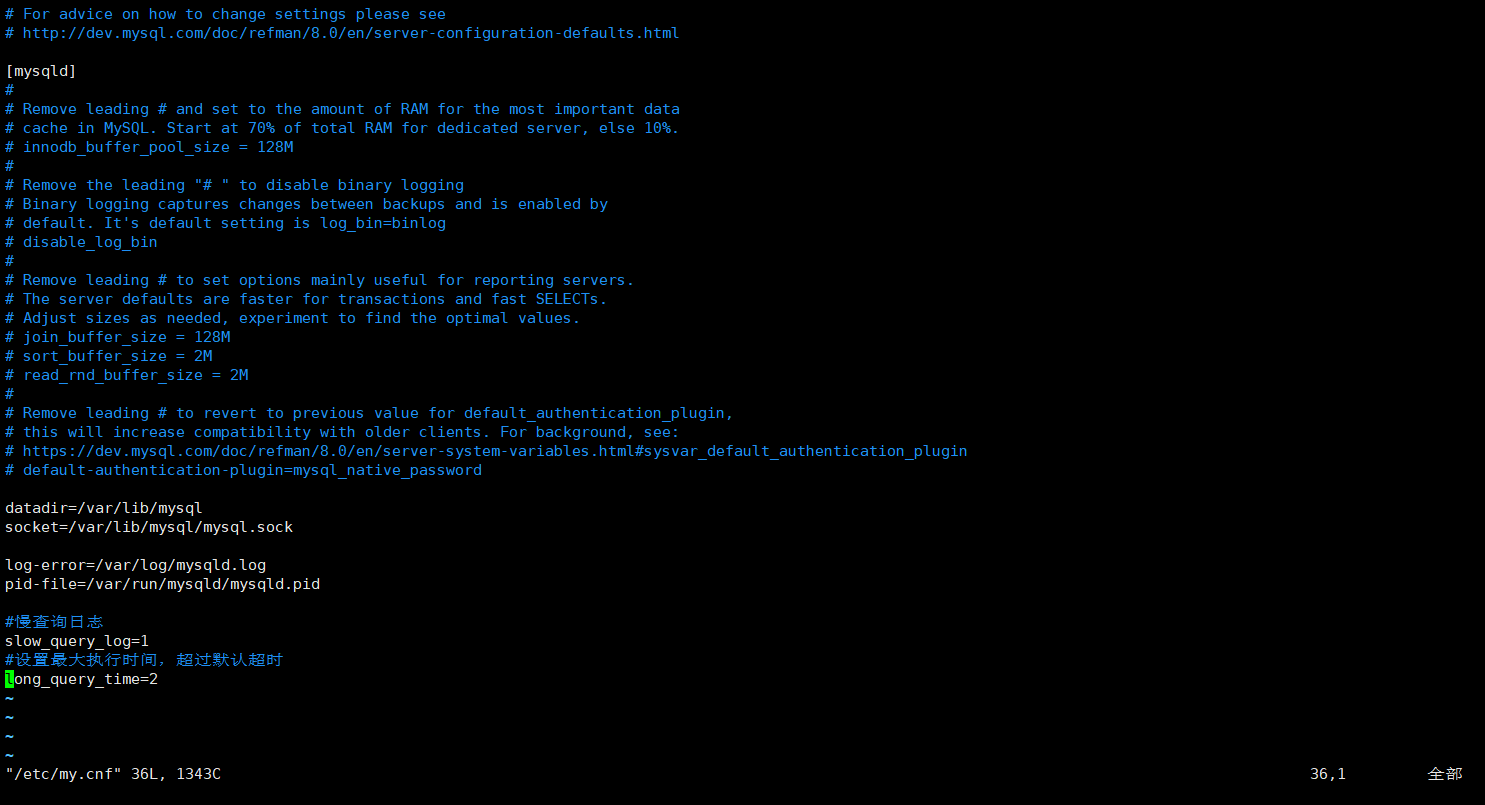 # For advice on how to change settings please see
# http://dev.mysql.com/doc/refman/8.0/en/server-configuration-defaults.html
[mysqld]
#
# Remove leading # and set to the amount of RAM for the most important data
# cache in MySQL. Start at 70% of total RAM for dedicated server, else 10%.
# innodb_buffer_pool_size = 128M
#
# Remove the leading "# " to disable binary logging
# Binary logging captures changes between backups and is enabled by
# default. It's default setting is log_bin=binlog
# disable_log_bin
#
# Remove leading # to set options mainly useful for reporting servers.
# The server defaults are faster for transactions and fast SELECTs.
# Adjust sizes as needed, experiment to find the optimal values.
# join_buffer_size = 128M
# sort_buffer_size = 2M
# read_rnd_buffer_size = 2M
#
# Remove leading # to revert to previous value for default_authentication_plugin,
# this will increase compatibility with older clients. For background, see:
# https://dev.mysql.com/doc/refman/8.0/en/server-system-variables.html#sysvar_default_authentication_plugin
# default-authentication-plugin=mysql_native_password
datadir=/var/lib/mysql
socket=/var/lib/mysql/mysql.sock
log-error=/var/log/mysqld.log
pid-file=/var/run/mysqld/mysqld.pid
#慢查询日志
slow_query_log=1
#设置最大执行时间，超过默认超时
long_query_time=2
~
~
~
~
"/etc/my.cnf" 36L, 1343C 36,1 全部